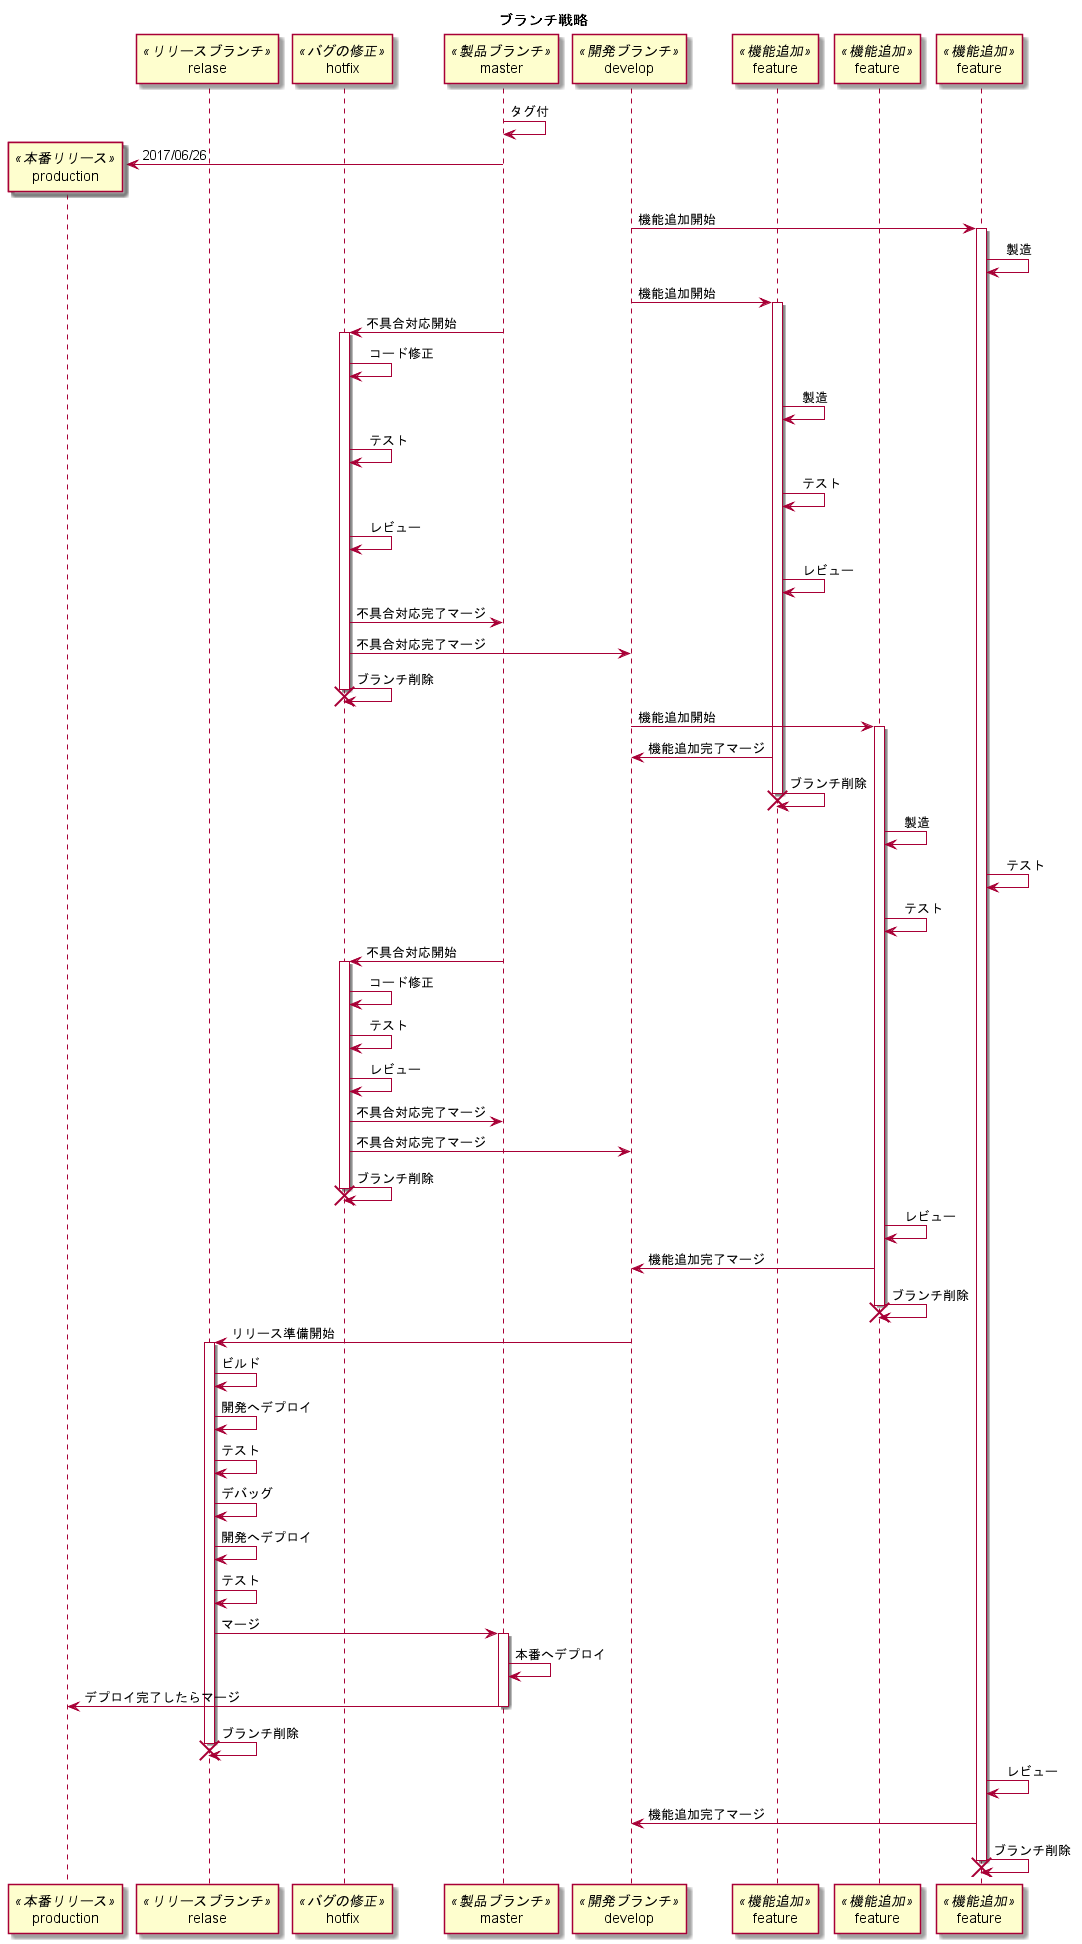 ブランチ戦略
«リリースブランチ»
relase
«バグの修正»
hotfix
«製品ブランチ»
master
«開発ブランチ»
develop
«機能追加»
feature
«機能追加»
feature
«機能追加»
feature
タグ付
«本番リリース»
production
2017/06/26
機能追加開始
製造
機能追加開始
不具合対応開始
コード修正
製造
テスト
テスト
レビュー
レビュー
不具合対応完了マージ
不具合対応完了マージ
ブランチ削除
機能追加開始
機能追加完了マージ
ブランチ削除
製造
テスト
テスト
不具合対応開始
コード修正
テスト
レビュー
不具合対応完了マージ
不具合対応完了マージ
ブランチ削除
レビュー
機能追加完了マージ
ブランチ削除
リリース準備開始
ビルド
開発へデプロイ
テスト
デバッグ
開発へデプロイ
テスト
マージ
本番へデプロイ
デプロイ完了したらマージ
ブランチ削除
レビュー
機能追加完了マージ
ブランチ削除
«本番リリース»
production
«リリースブランチ»
relase
«バグの修正»
hotfix
«製品ブランチ»
master
«開発ブランチ»
develop
«機能追加»
feature
«機能追加»
feature
«機能追加»
feature